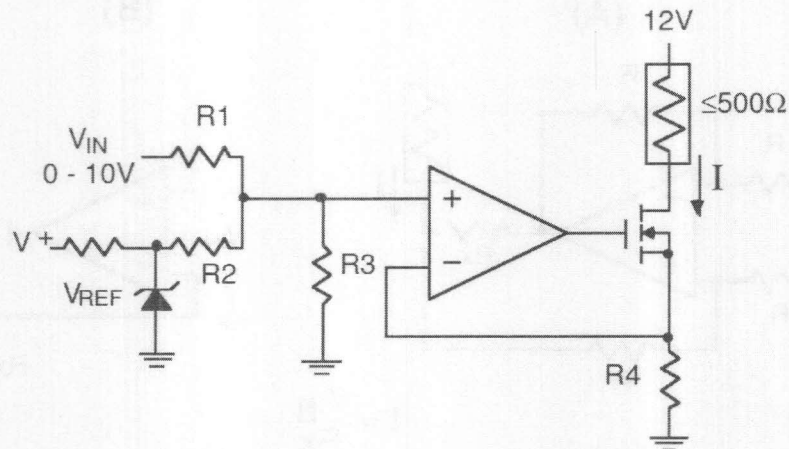 12V
≤500Ω
I
R1
VIN
0 - 10V
V +
R2
VREF
R3
+
−
R4